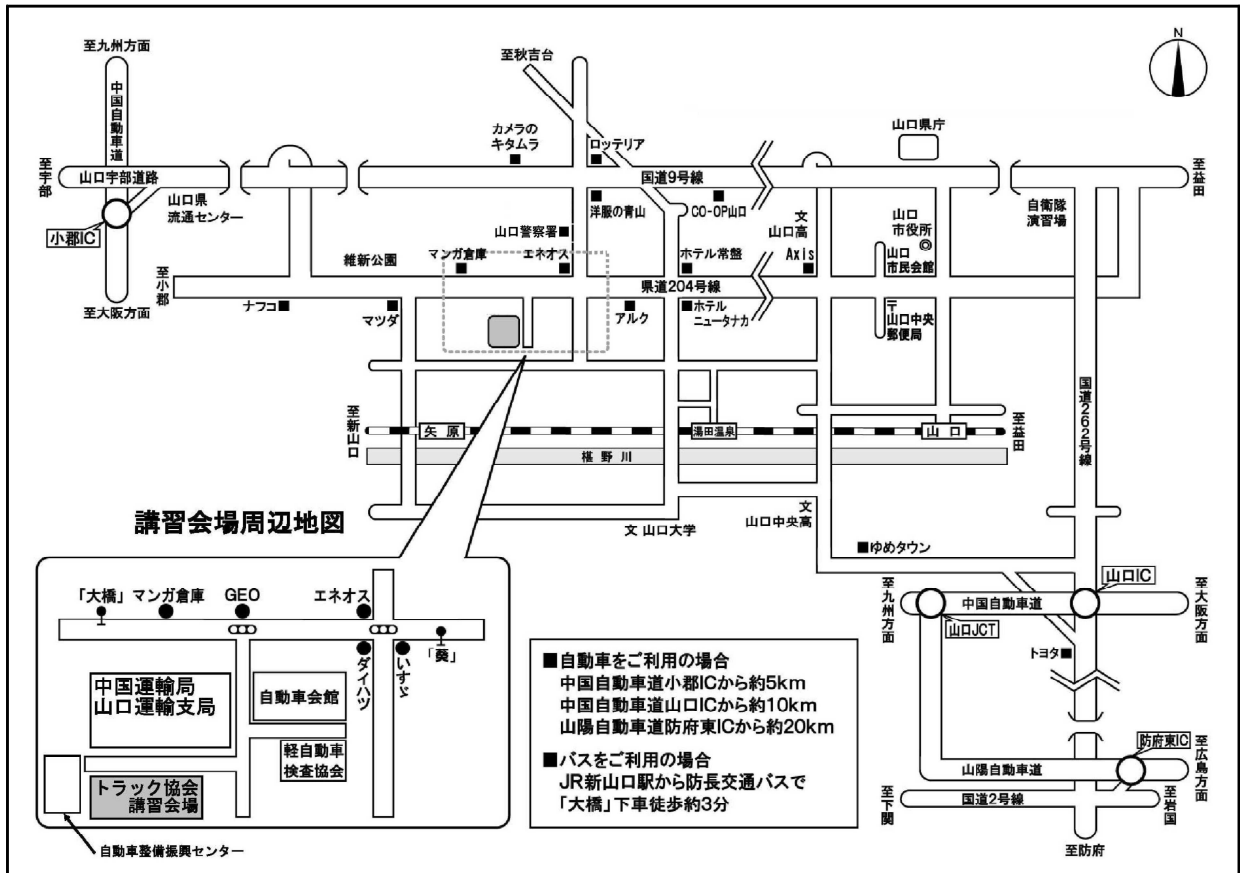 至九州方面
中国自動車道
至秋吉台
N
カメラの
キタムラ
ロッテリア
山口県庁
至宇部
山口宇部道路
国道9号線
至益田
山口県
流通センター
小郡IC
洋服の青山
CO-OP山口
文
山口高
山口
市役所
自衛隊
演習場
山口警察署
維新公園
マンガ倉庫
エネオス
ホテル常盤
Axis
山口
市民会館
至小郡
県道204号線
至大阪方面
ナフコ
マツダ
アルク
ホテル
ニュータナカ
〒
山口中央
郵便局
国道262号線
至新山口
矢原
湯田温泉
山口
至益田
椹野川
講習会場周辺地図
文 山口大学
文
山口中央高
ゆめタウン
山口IC
至九州方面
中国自動車道
至大阪方面
山口JCT
トヨタ
防府東IC
山陽自動車道
至広島方面
至下関
国道2号線
至岩国
至防府
「大橋」
マンガ倉庫
GEO
エネオス
「葵」
ダイハツ
いすゞ
中国運輸局
山口運輸支局
自動車会館
軽自動車
検査協会
トラック協会
講習会場
自動車整備振興センター
■自動車をご利用の場合
中国自動車道小郡ICから約5km
中国自動車道山口ICから約10km
山陽自動車道防府東ICから約20km
■バスをご利用の場合
JR新山口駅から防長交通バスで
「大橋」下車徒歩約3分